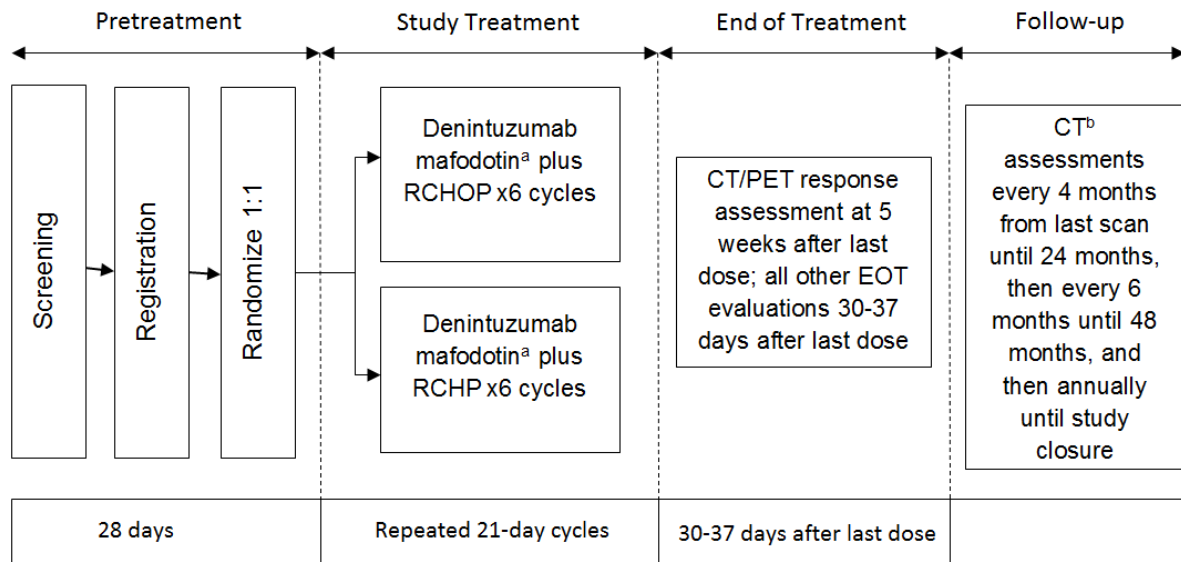 Pretreatment
Study Treatment
End of Treatment
Follow-up
Screening
Registration
Randomize 1:1
Denintuzumab
mafodotinᵃ plus
RCHOP x6 cycles
Denintuzumab
mafodotinᵃ plus
RCHP x6 cycles
CT/PET response
assessment at 5
weeks after last
dose; all other EOT
evaluations 30-37
days after last dose
CTᵇ
assessments
every 4 months
from last scan
until 24 months,
then every 6
months until 48
months, and
then annually
until study
closure
28 days
Repeated 21-day cycles
30-37 days after last dose